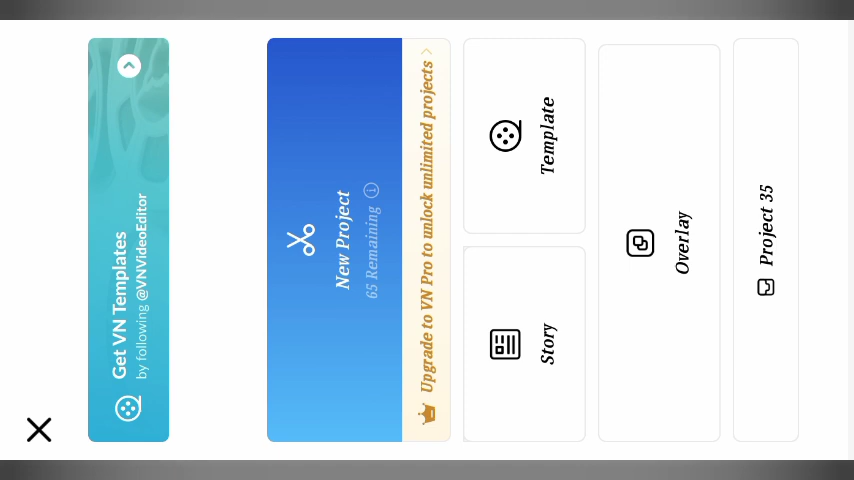 Get VN Templates
by following @VNVideoEditor
New Project
65 Remaining
Upgrade to VN Pro to unlock unlimited projects
Story
Template
Overlay
Project 35